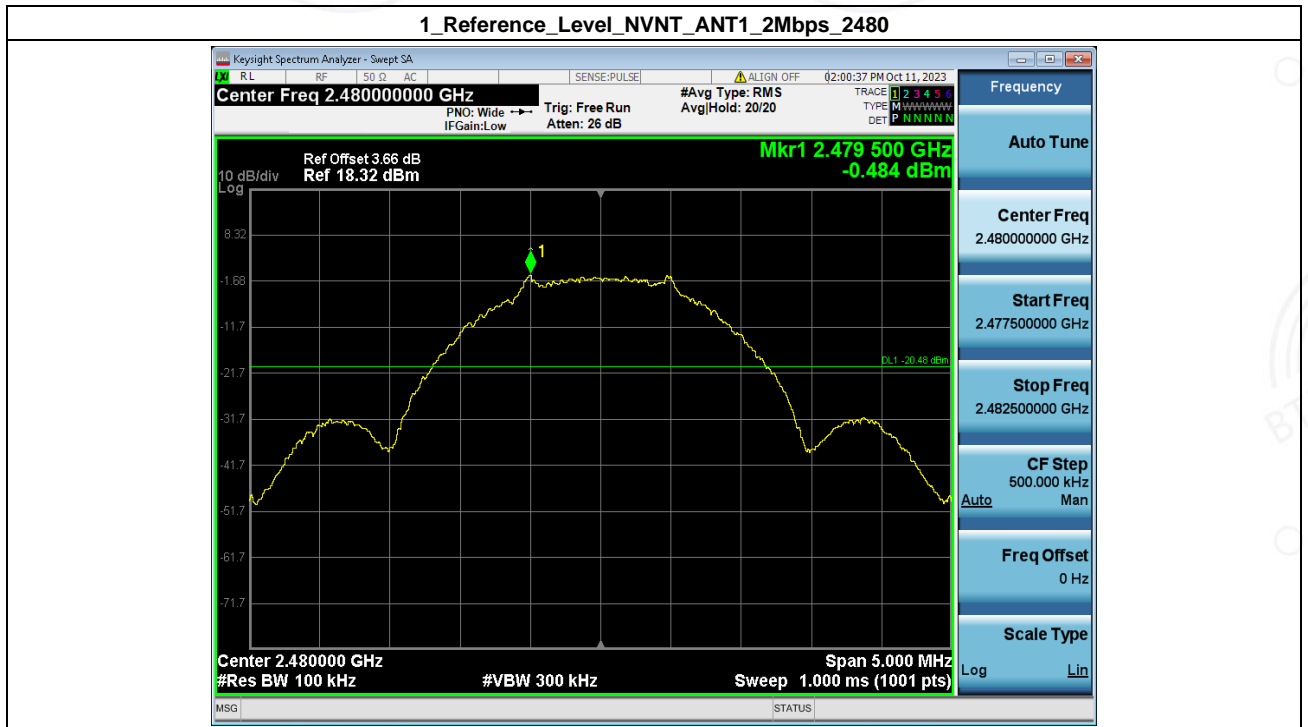 1_Reference_Level_NVNT_ANT1_2Mbps_2480
Keysight Spectrum Analyzer - Swept SA
LXI RL RF 50 Ω AC SENSE:PULSE ALIGN OFF 02:00:37 PM Oct 11, 2023
Center Freq 2.480000000 GHz
PNO: Wide
IFGain:Low
Trig: Free Run
Atten: 26 dB
#Avg Type: RMS
Avg|Hold: 20/20
TRACE 1 2 3 4 5 6
TYPE M WWWWW
DET P N N N N N
Ref Offset 3.66 dB
Ref 18.32 dBm
10 dB/div
Log
Mkr1 2.479 500 GHz
-0.484 dBm
8.32
1
-1.68
-11.7
DL1 -20.48 dBm
-21.7
-31.7
-41.7
-51.7
-61.7
-71.7
Center 2.480000 GHz
Span 5.000 MHz
#Res BW 100 kHz
#VBW 300 kHz
Sweep 1.000 ms (1001 pts)
MSG
STATUS
Frequency
Auto Tune
Center Freq
2.480000000 GHz
Start Freq
2.477500000 GHz
Stop Freq
2.482500000 GHz
CF Step
500.000 kHz
Auto Man
Freq Offset
0 Hz
Scale Type
Log Lin